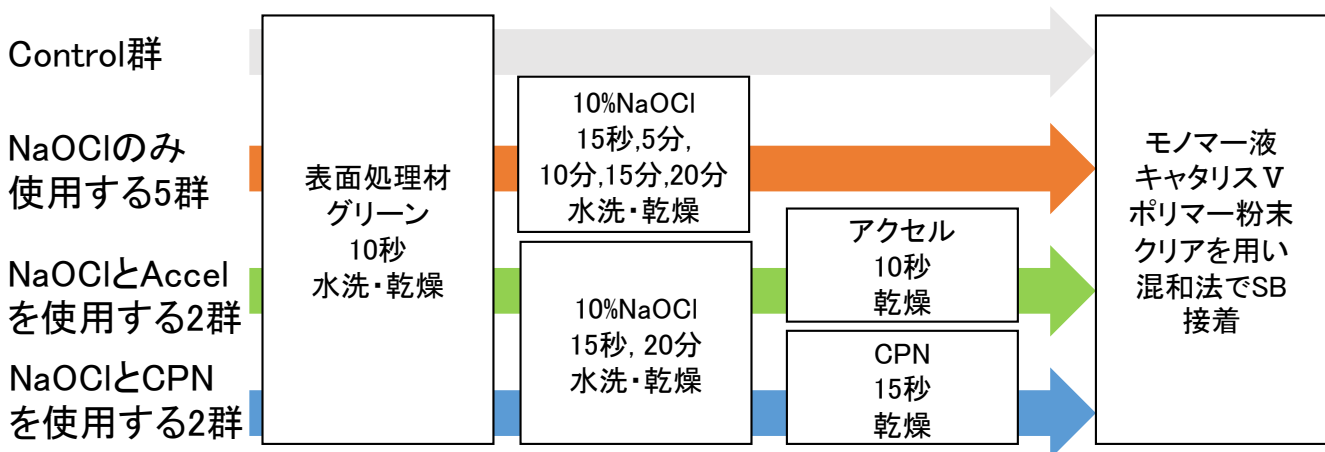 Control群
NaOClのみ
使用する5群
NaOClとAccel
を使用する2群
NaOClとCPN
を使用する2群
表面処理材
グリーン
10秒
水洗・乾燥
10%NaOCl
15秒,5分,
10分,15分,20分
水洗・乾燥
10%NaOCl
15秒, 20分
水洗・乾燥
アクセル
10秒
乾燥
CPN
15秒
乾燥
モノマー液
キャタリスV
ポリマー粉末
クリアを用い
混和法でSB
接着